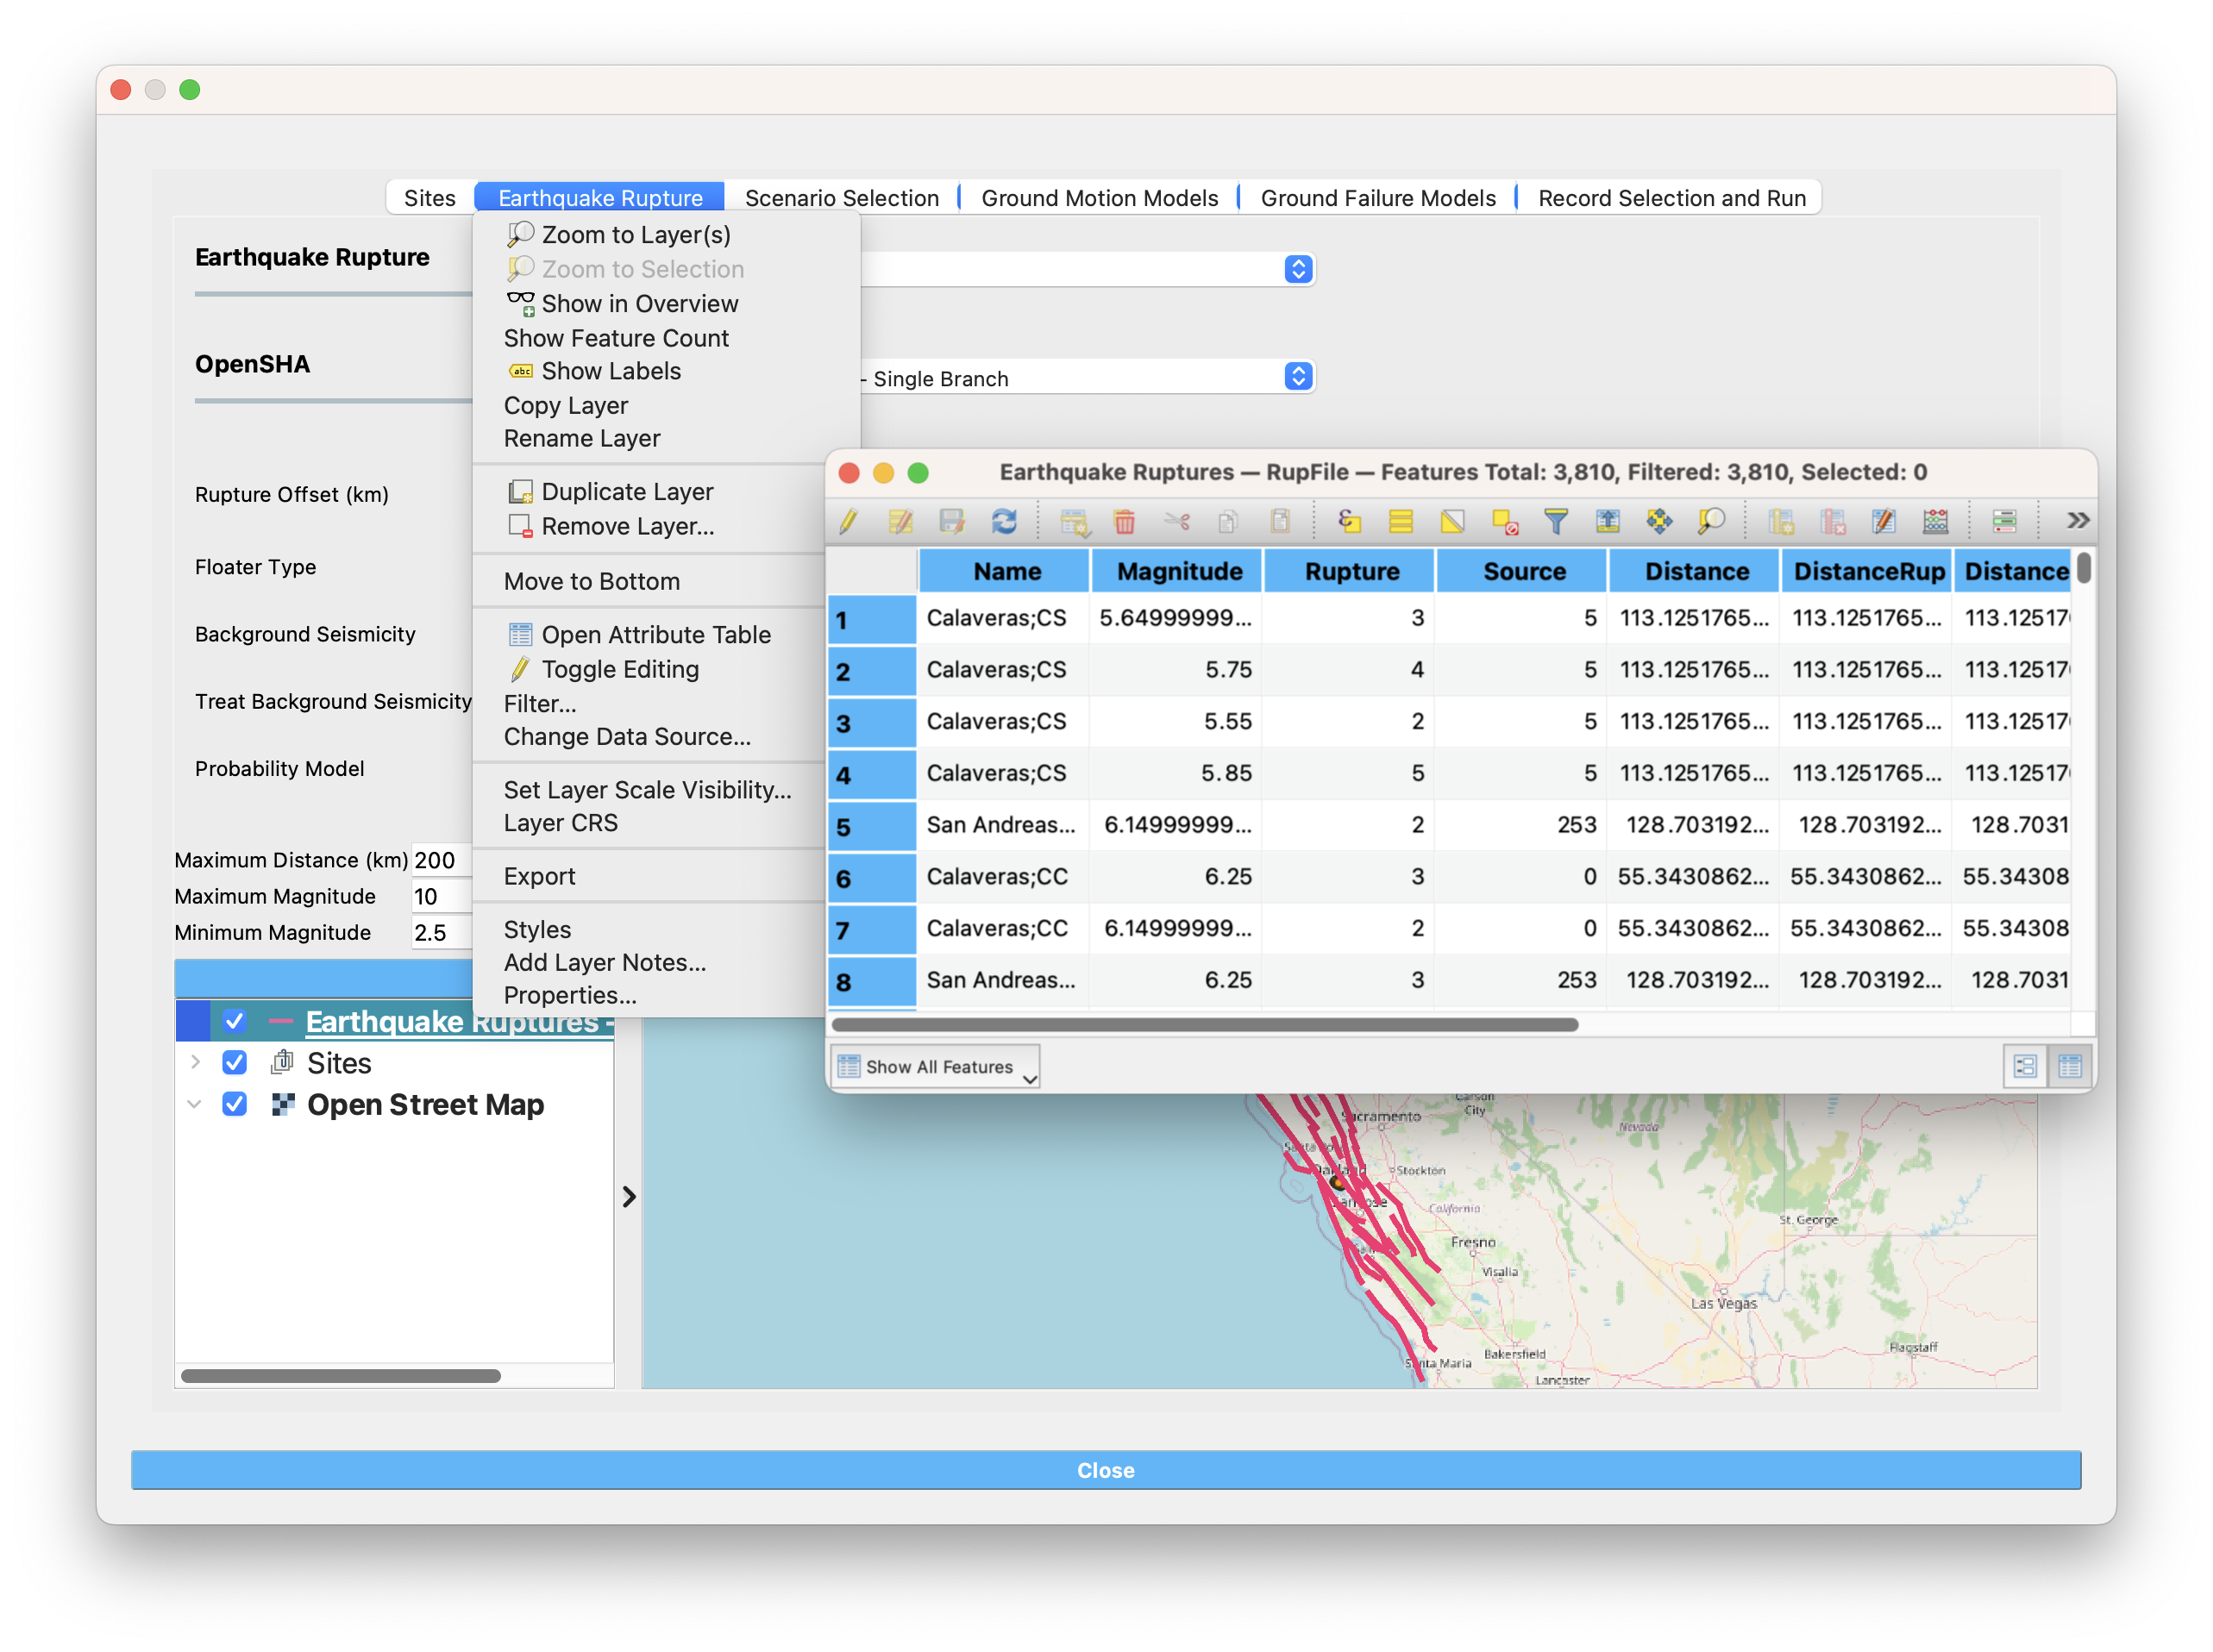 Sites Earthquake Rupture Scenario Selection Ground Motion Models Ground Failure Models Record Selection and Run
Earthquake Rupture
OpenSHA
- Single Branch
Rupture Offset (km)
Floater Type
Background Seismicity
Treat Background Seismicity
Probability Model
Maximum Distance (km) 200
Maximum Magnitude 10
Minimum Magnitude 2.5
Zoom to Layer(s)
Zoom to Selection
Show in Overview
Show Feature Count
abc Show Labels
Copy Layer
Rename Layer
Duplicate Layer
Remove Layer...
Move to Bottom
Open Attribute Table
Toggle Editing
Filter...
Change Data Source...
Set Layer Scale Visibility...
Layer CRS
Export
Styles
Add Layer Notes...
Properties...
Earthquake Ruptures — RupFile — Features Total: 3,810, Filtered: 3,810, Selected: 0
Name Magnitude Rupture Source Distance DistanceRup Distance
1 Calaveras;CS 5.64999999... 3 5 113.1251765... 113.1251765... 113.12517
2 Calaveras;CS 5.75 4 5 113.1251765... 113.1251765... 113.12517
3 Calaveras;CS 5.55 2 5 113.1251765... 113.1251765... 113.12517
4 Calaveras;CS 5.85 5 5 113.1251765... 113.1251765... 113.12517
5 San Andreas... 6.14999999... 2 253 128.703192... 128.703192... 128.7031
6 Calaveras;CC 6.25 3 0 55.3430862... 55.3430862... 55.34308
7 Calaveras;CC 6.14999999... 2 0 55.3430862... 55.3430862... 55.34308
8 San Andreas... 6.25 3 253 128.703192... 128.703192... 128.7031
Show All Features
Earthquake Ruptures -
Sites
Open Street Map
Carson
City
Sacramento
Nevada
Oakland
Stockton
San Jose
California
St. George
Fresno
Visalia
Las Vegas
Flagstaff
Bakersfield
Santa Maria
Lancaster
Close